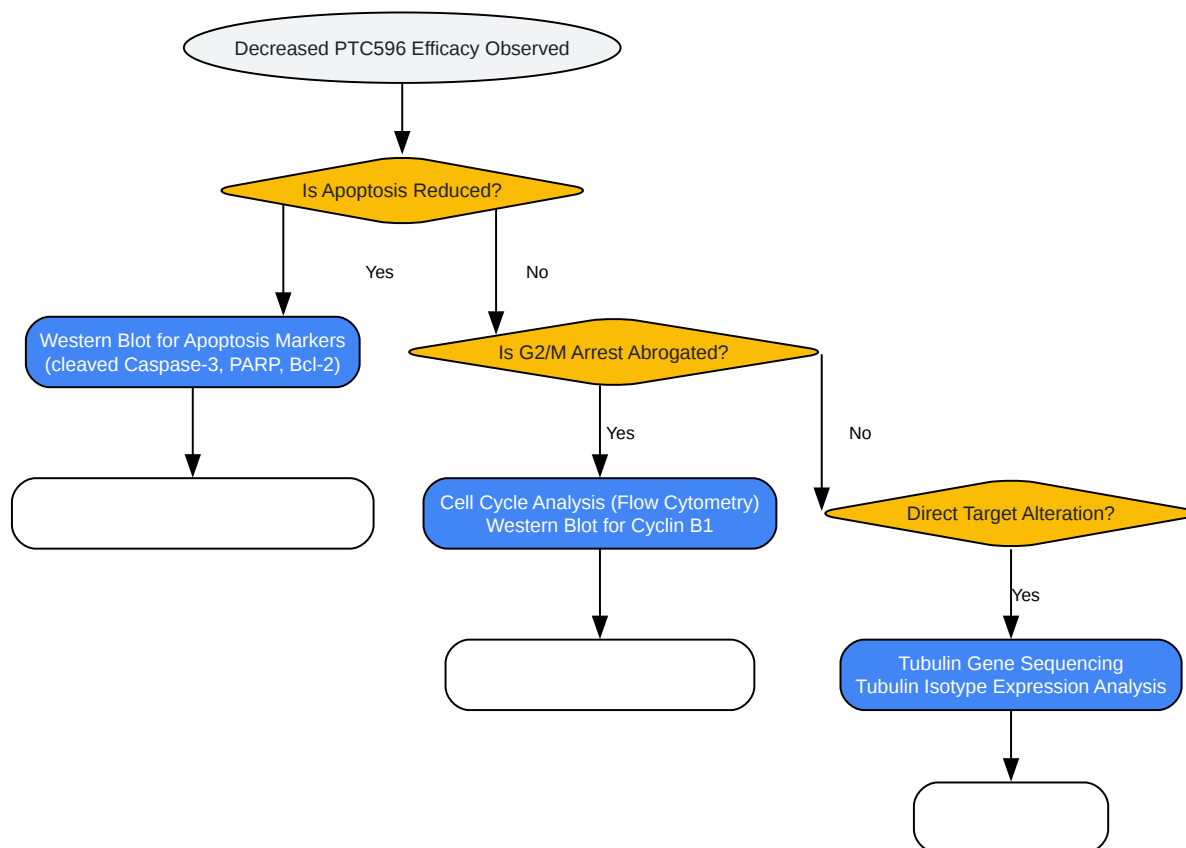 Decreased PTC596 Efficacy Observed
Is Apoptosis Reduced?
Yes
No
Western Blot for Apoptosis Markers
(cleaved Caspase-3, PARP, Bcl-2)
Is G2/M Arrest Abrogated?
Yes
No
Cell Cycle Analysis (Flow Cytometry)
Western Blot for Cyclin B1
Direct Target Alteration?
Yes
Tubulin Gene Sequencing
Tubulin Isotype Expression Analysis